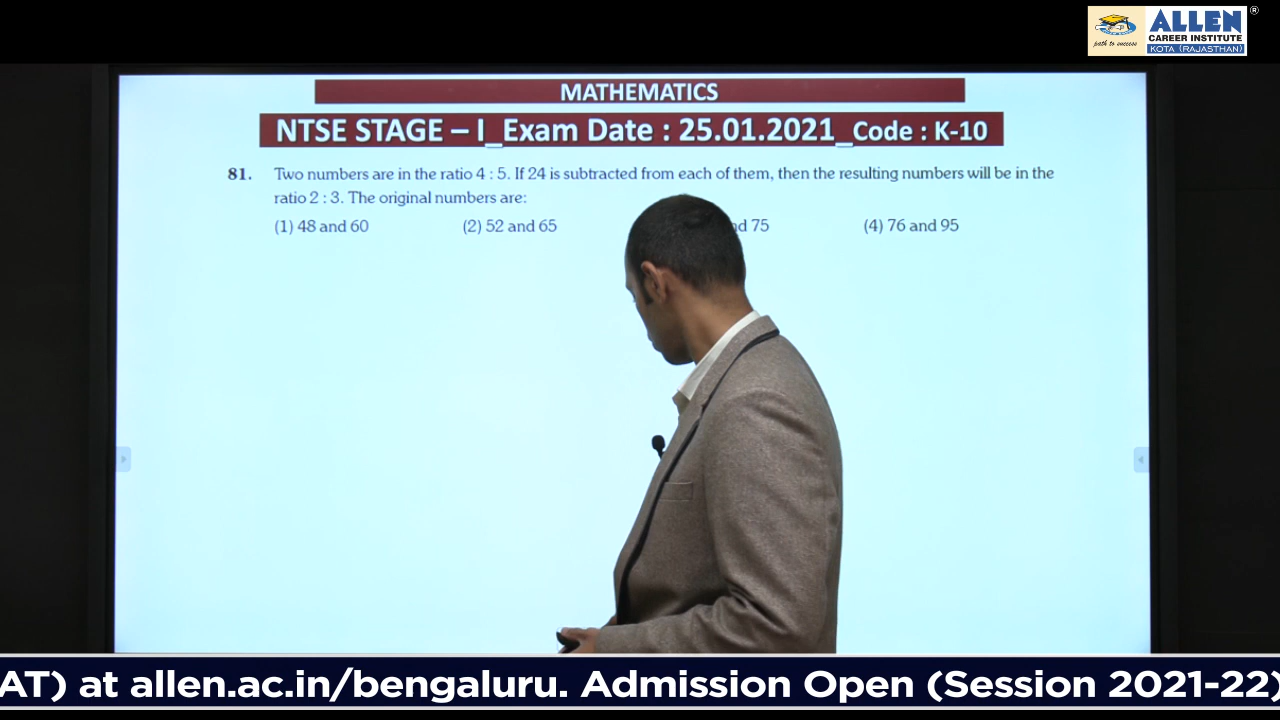 ALLEN
®
CAREER INSTITUTE
path to success
KOTA (RAJASTHAN)
MATHEMATICS
NTSE STAGE – I_Exam Date : 25.01.2021_Code : K-10
81. Two numbers are in the ratio 4 : 5. If 24 is subtracted from each of them, then the resulting numbers will be in the
ratio 2 : 3. The original numbers are:
(1) 48 and 60 (2) 52 and 65 75 (4) 76 and 95
AT) at allen.ac.in/bengaluru. Admission Open (Session 2021-22)